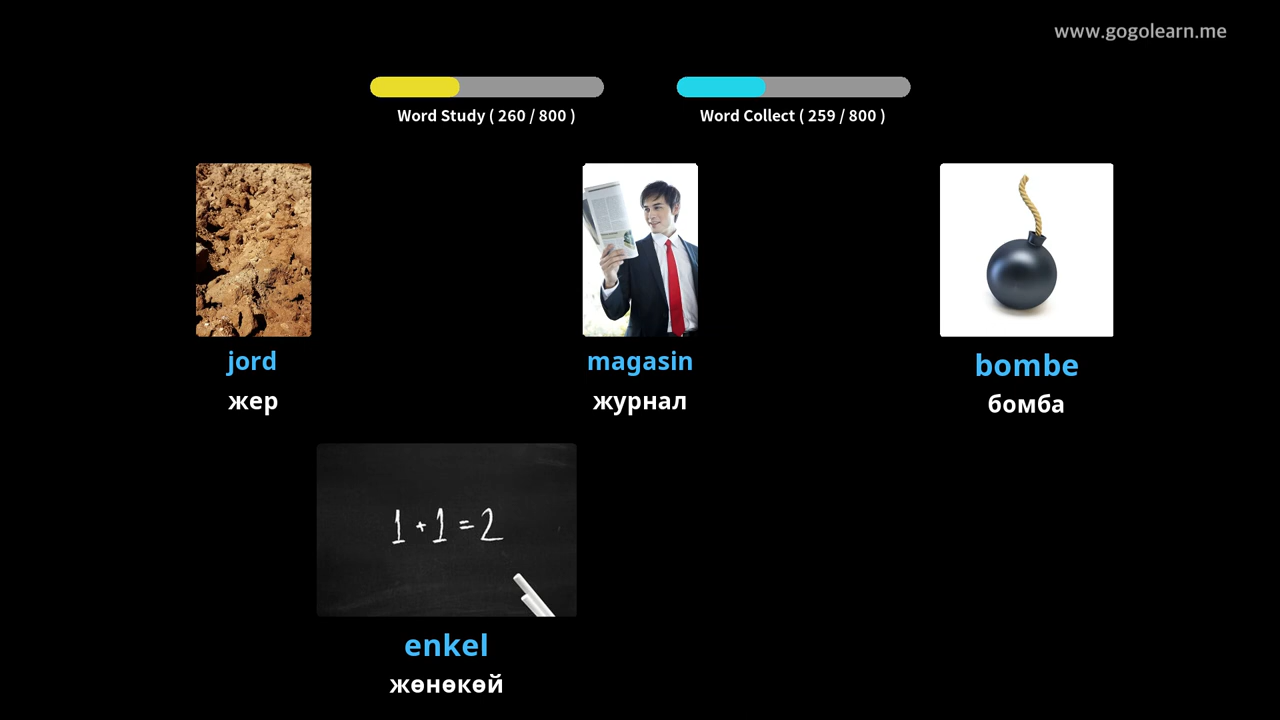 www.gogolearn.me
Word Study ( 260 / 800 )
Word Collect ( 259 / 800 )
jord
жер
magasin
журнал
bombe
бомба
1 + 1 = 2
enkel
жөнөкөй